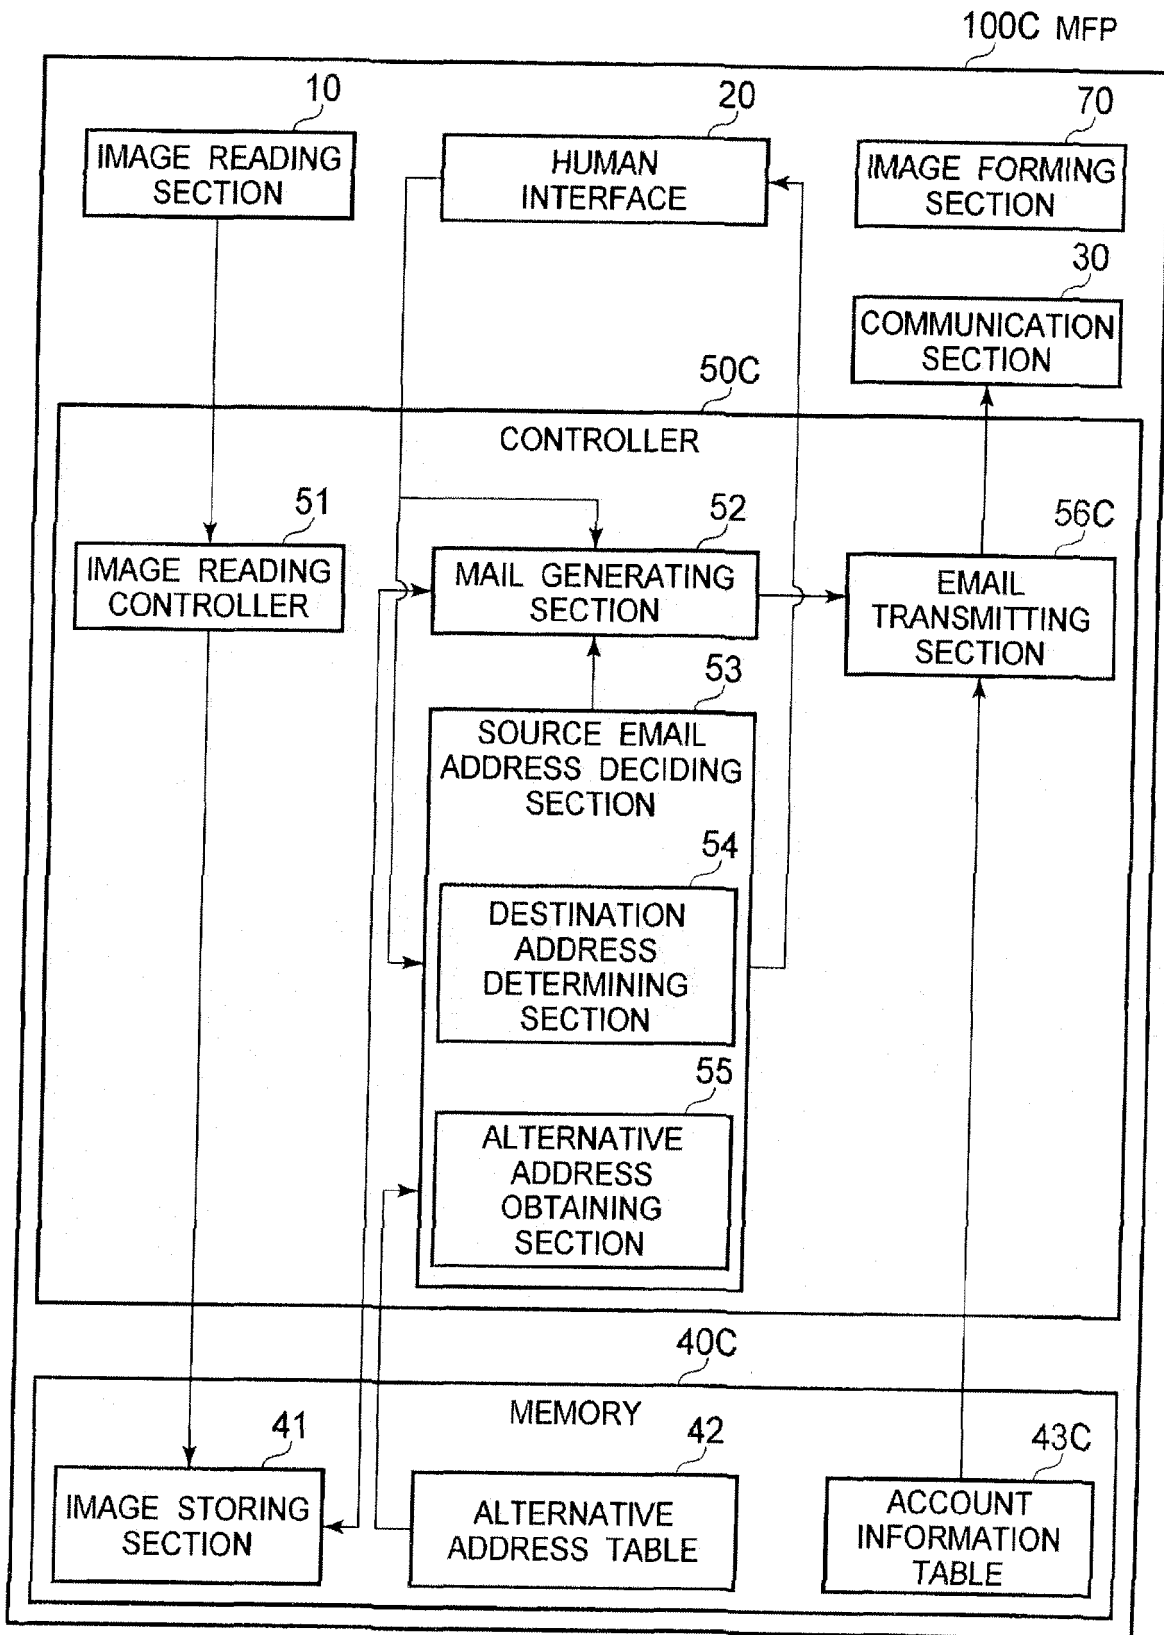 100C MFP
10
IMAGE READING
SECTION
20
HUMAN
INTERFACE
70
IMAGE FORMING
SECTION
30
COMMUNICATION
SECTION
50C
CONTROLLER
51
IMAGE READING
CONTROLLER
52
MAIL GENERATING
SECTION
56C
EMAIL
TRANSMITTING
SECTION
53
SOURCE EMAIL
ADDRESS DECIDING
SECTION
54
DESTINATION
ADDRESS
DETERMINING
SECTION
55
ALTERNATIVE
ADDRESS
OBTAINING
SECTION
40C
MEMORY
41
IMAGE STORING
SECTION
42
ALTERNATIVE
ADDRESS TABLE
43C
ACCOUNT
INFORMATION
TABLE